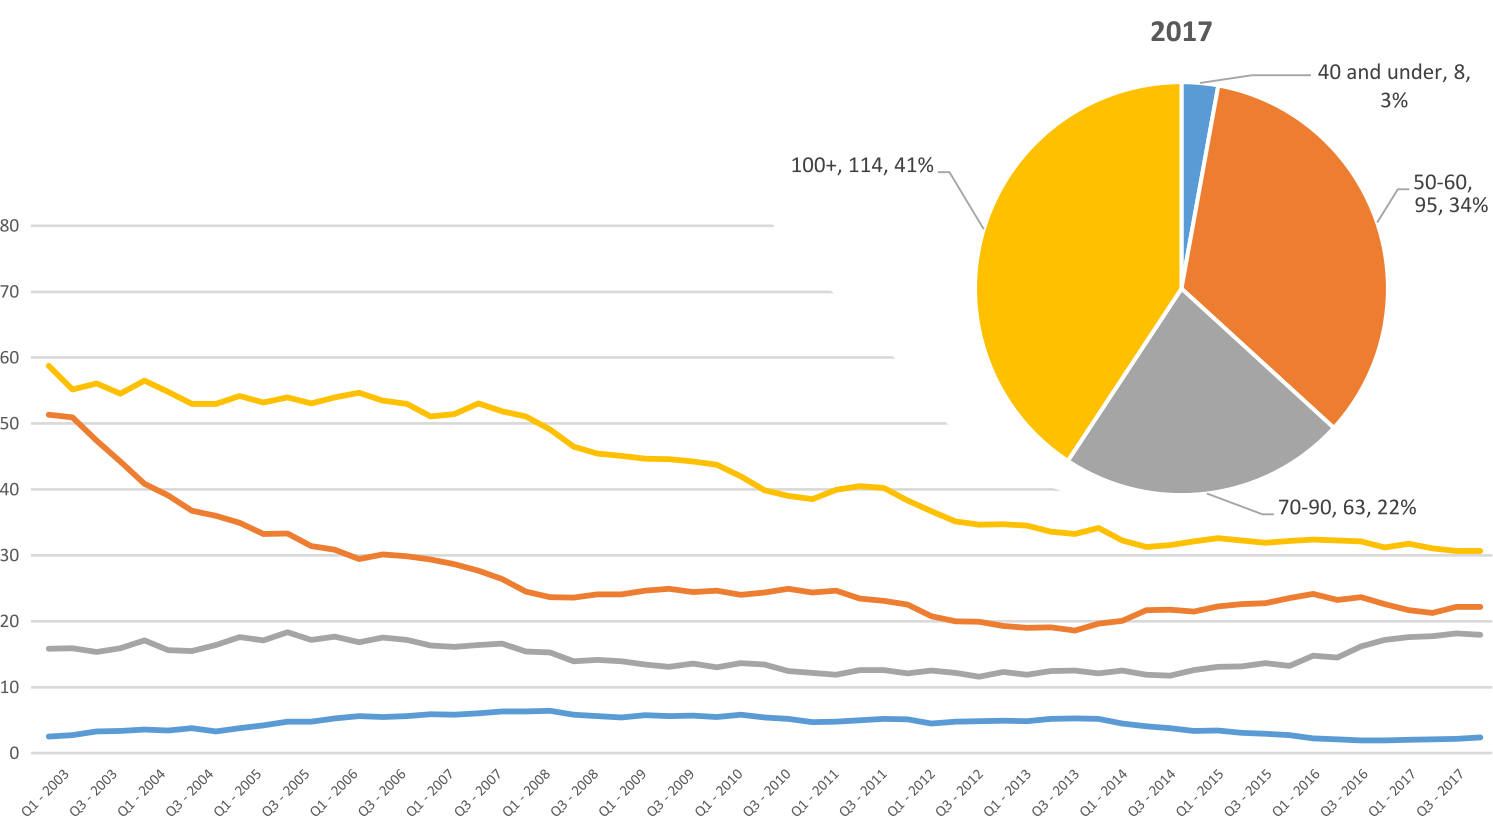 2017
40 and under, 8,
3%
100+, 114, 41%
50-60,
95, 34%
70-90, 63, 22%
80
70
60
50
40
30
20
10
0
Q1 - 2003
Q3 - 2003
Q1 - 2004
Q3 - 2004
Q1 - 2005
Q3 - 2005
Q1 - 2006
Q3 - 2006
Q1 - 2007
Q3 - 2007
Q1 - 2008
Q3 - 2008
Q1 - 2009
Q3 - 2009
Q1 - 2010
Q3 - 2010
Q1 - 2011
Q3 - 2011
Q1 - 2012
Q3 - 2012
Q1 - 2013
Q3 - 2013
Q1 - 2014
Q3 - 2014
Q1 - 2015
Q3 - 2015
Q1 - 2016
Q3 - 2016
Q1 - 2017
Q3 - 2017